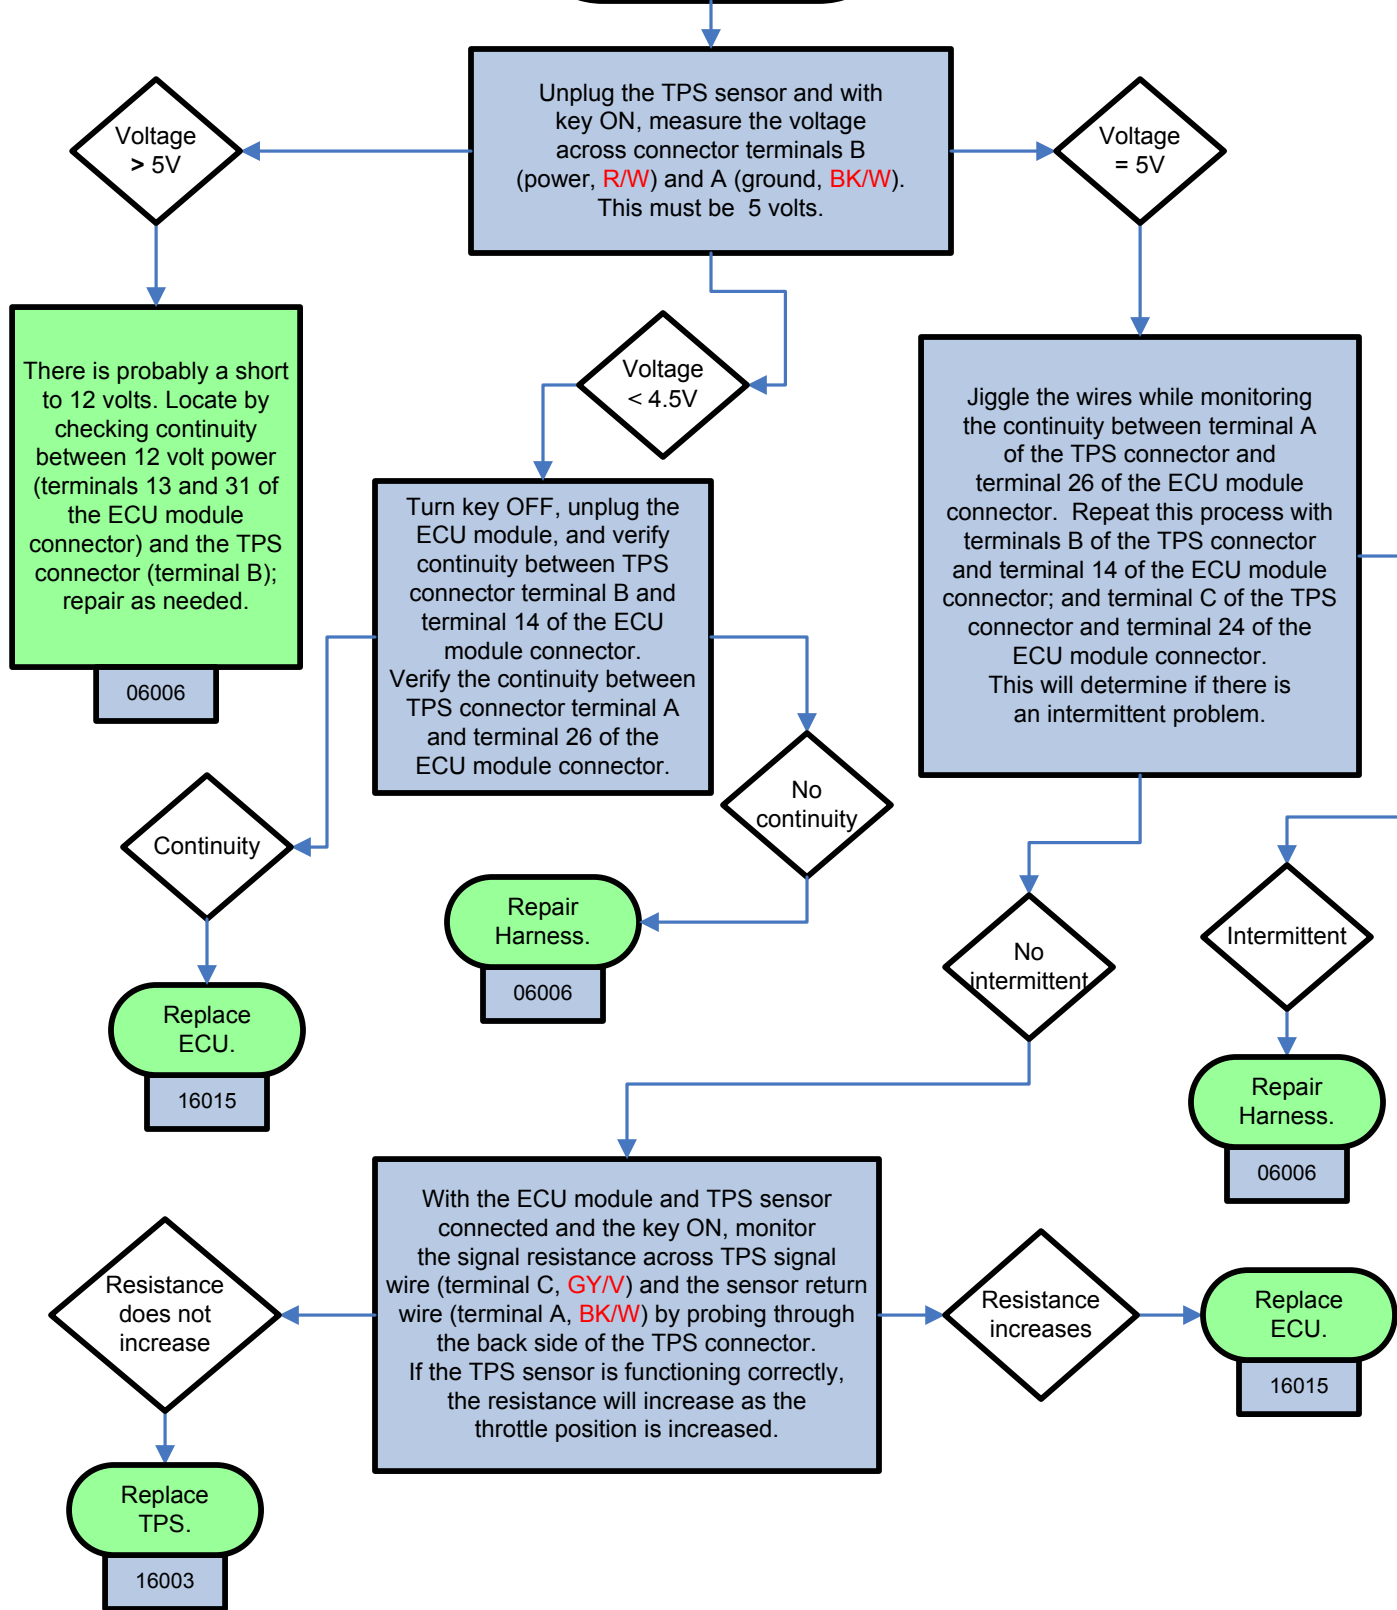 Unplug the TPS sensor and with
key ON, measure the voltage
across connector terminals B
(power, R/W) and A (ground, BK/W).
This must be  5 volts.
Voltage
> 5V
Voltage
= 5V
There is probably a short
to 12 volts. Locate by
checking continuity
between 12 volt power
(terminals 13 and 31 of
the ECU module
connector) and the TPS
connector (terminal B);
repair as needed.
06006
Voltage
< 4.5V
Turn key OFF, unplug the
ECU module, and verify
continuity between TPS
connector terminal B and
terminal 14 of the ECU
module connector.
Verify the continuity between
TPS connector terminal A
and terminal 26 of the
ECU module connector.
Jiggle the wires while monitoring
the continuity between terminal A
of the TPS connector and
terminal 26 of the ECU module
connector.  Repeat this process with
terminals B of the TPS connector
and terminal 14 of the ECU module
connector; and terminal C of the TPS
connector and terminal 24 of the
ECU module connector.
This will determine if there is
an intermittent problem.
Continuity
No
continuity
Replace
ECU.
16015
Repair
Harness.
06006
No
intermittent
Intermittent
Repair
Harness.
06006
With the ECU module and TPS sensor
connected and the key ON, monitor
the signal resistance across TPS signal
wire (terminal C, GY/V) and the sensor return
wire (terminal A, BK/W) by probing through
the back side of the TPS connector.
If the TPS sensor is functioning correctly,
the resistance will increase as the
throttle position is increased.
Resistance
does not
increase
Resistance
increases
Replace
ECU.
16015
Replace
TPS.
16003